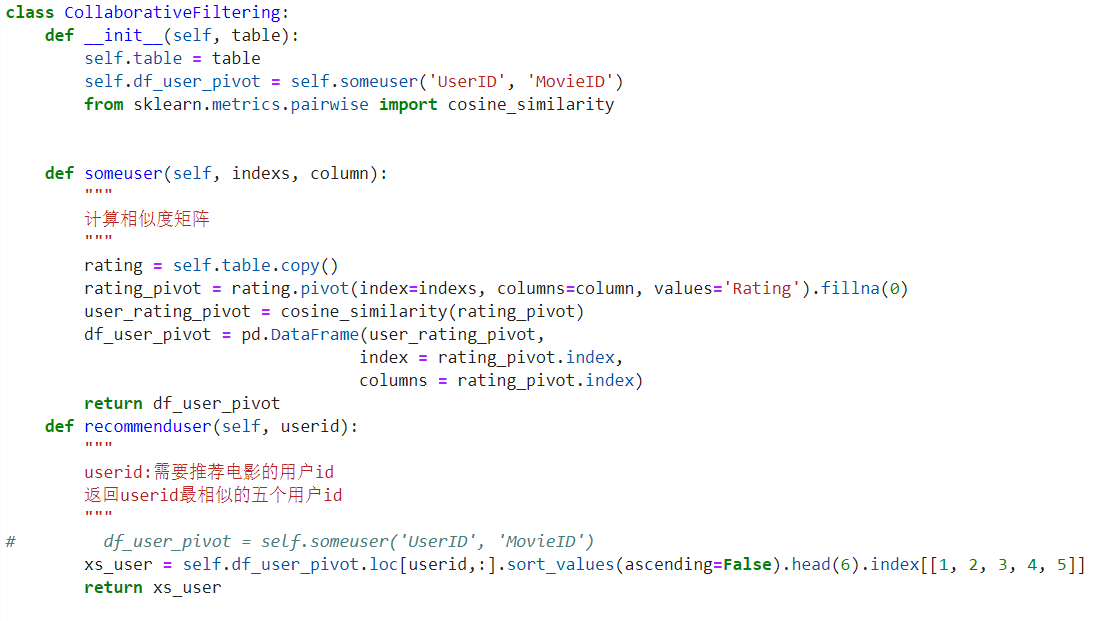 class CollaborativeFiltering:
    def __init__(self, table):
        self.table = table
        self.df_user_pivot = self.someuser('UserID', 'MovieID')
        from sklearn.metrics.pairwise import cosine_similarity
    def someuser(self, indexs, column):
        """
        计算相似度矩阵
        """
        rating = self.table.copy()
        rating_pivot = rating.pivot(index=indexs, columns=column, values='Rating').fillna(0)
        user_rating_pivot = cosine_similarity(rating_pivot)
        df_user_pivot = pd.DataFrame(user_rating_pivot,
                                    index = rating_pivot.index,
                                    columns = rating_pivot.index)
        return df_user_pivot
    def recommenduser(self, userid):
        """
        userid:需要推荐电影的用户id
        返回userid最相似的五个用户id
        """
#         df_user_pivot = self.someuser('UserID', 'MovieID')
        xs_user = self.df_user_pivot.loc[userid,:].sort_values(ascending=False).head(6).index[[1, 2, 3, 4, 5]]
        return xs_user